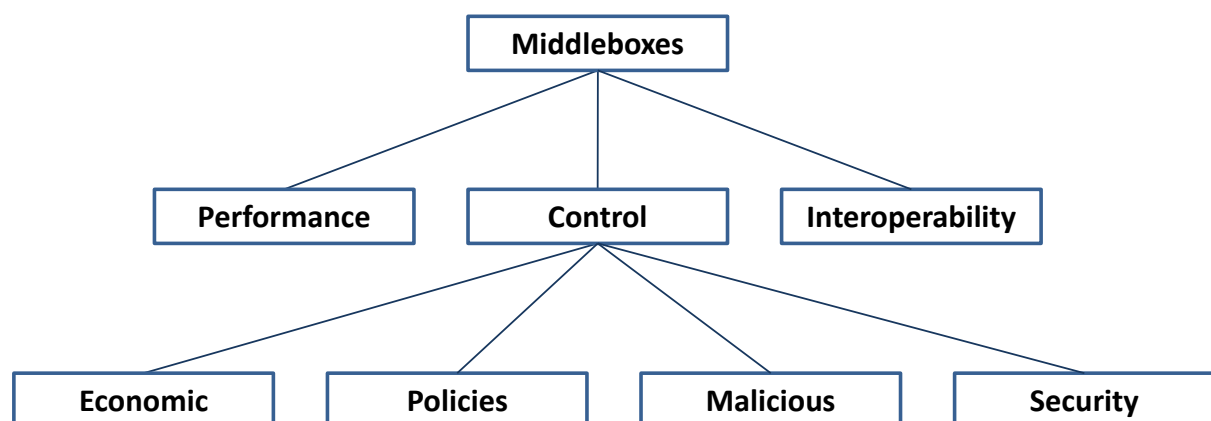 Middleboxes
Performance
Control
Interoperability
Economic
Policies
Malicious
Security